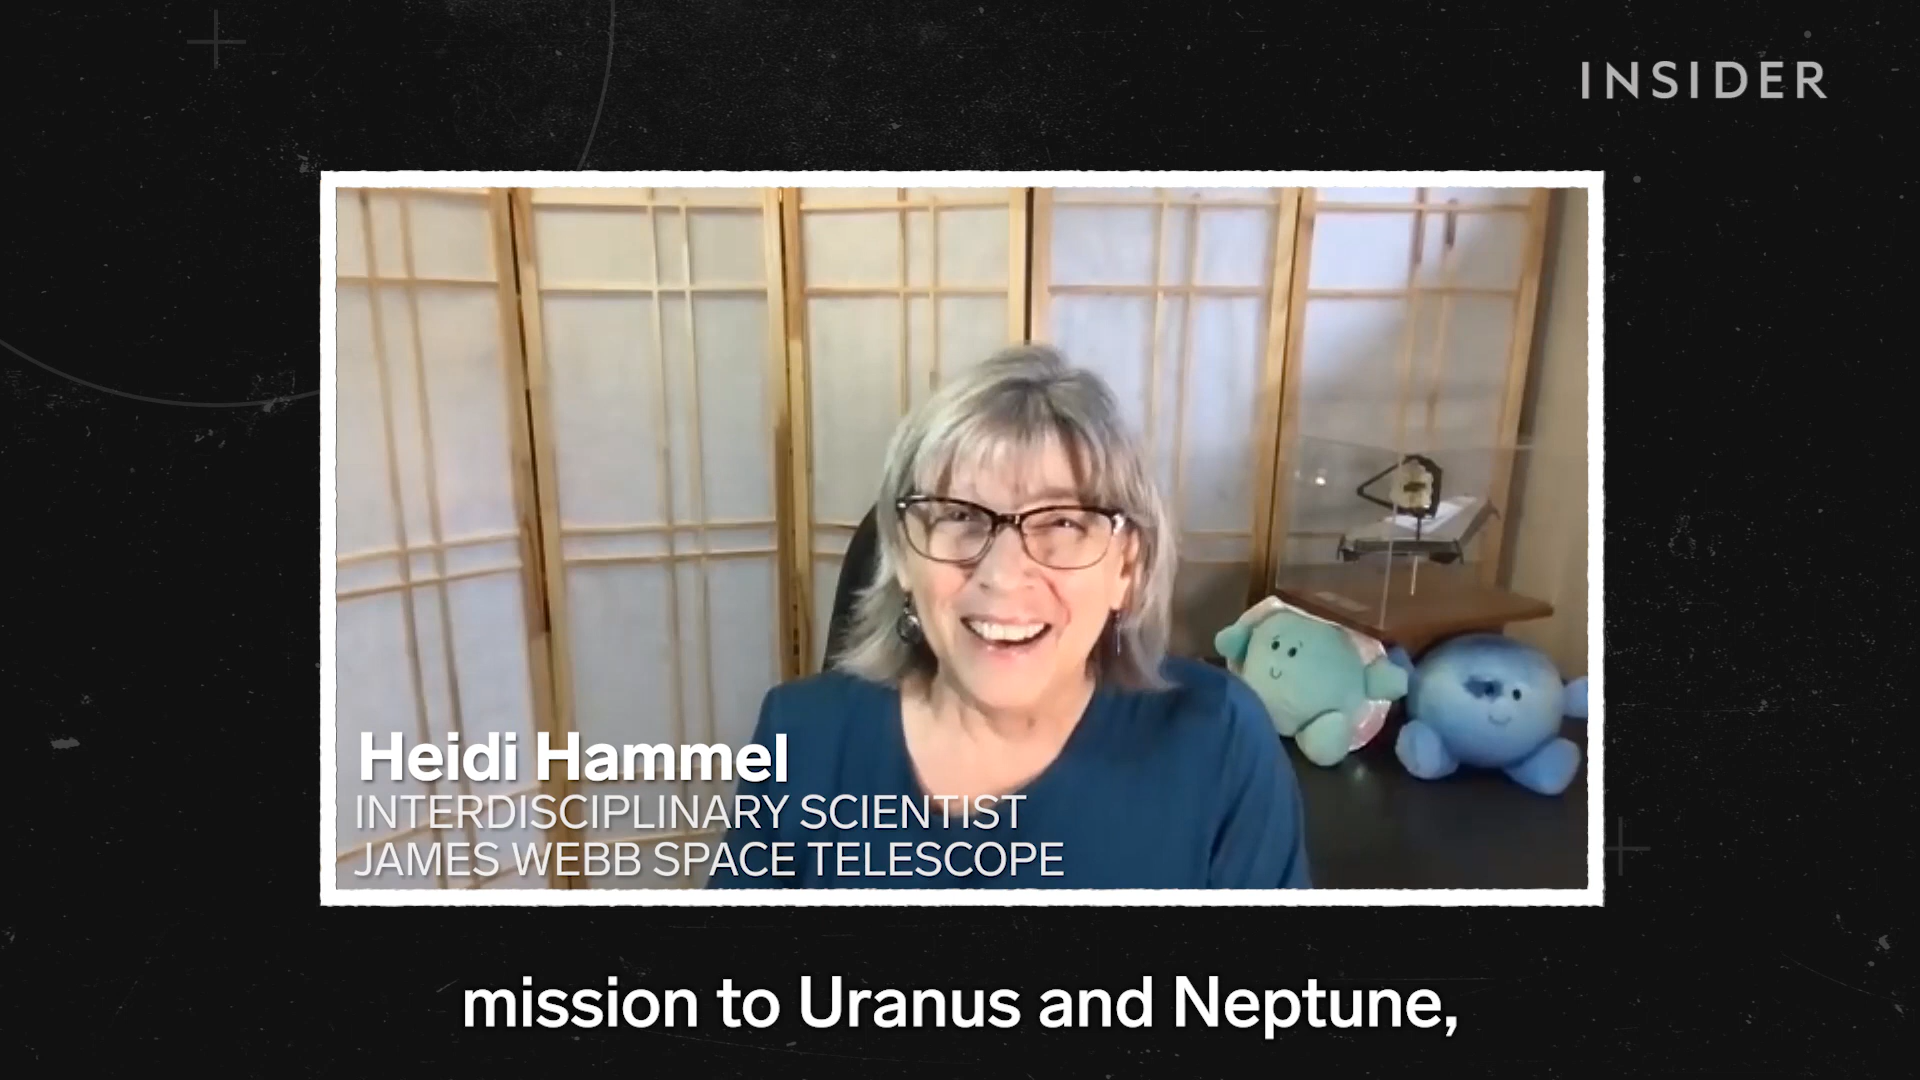 INSIDER
Heidi Hammel
INTERDISCIPLINARY SCIENTIST
JAMES WEBB SPACE TELESCOPE
mission to Uranus and Neptune,